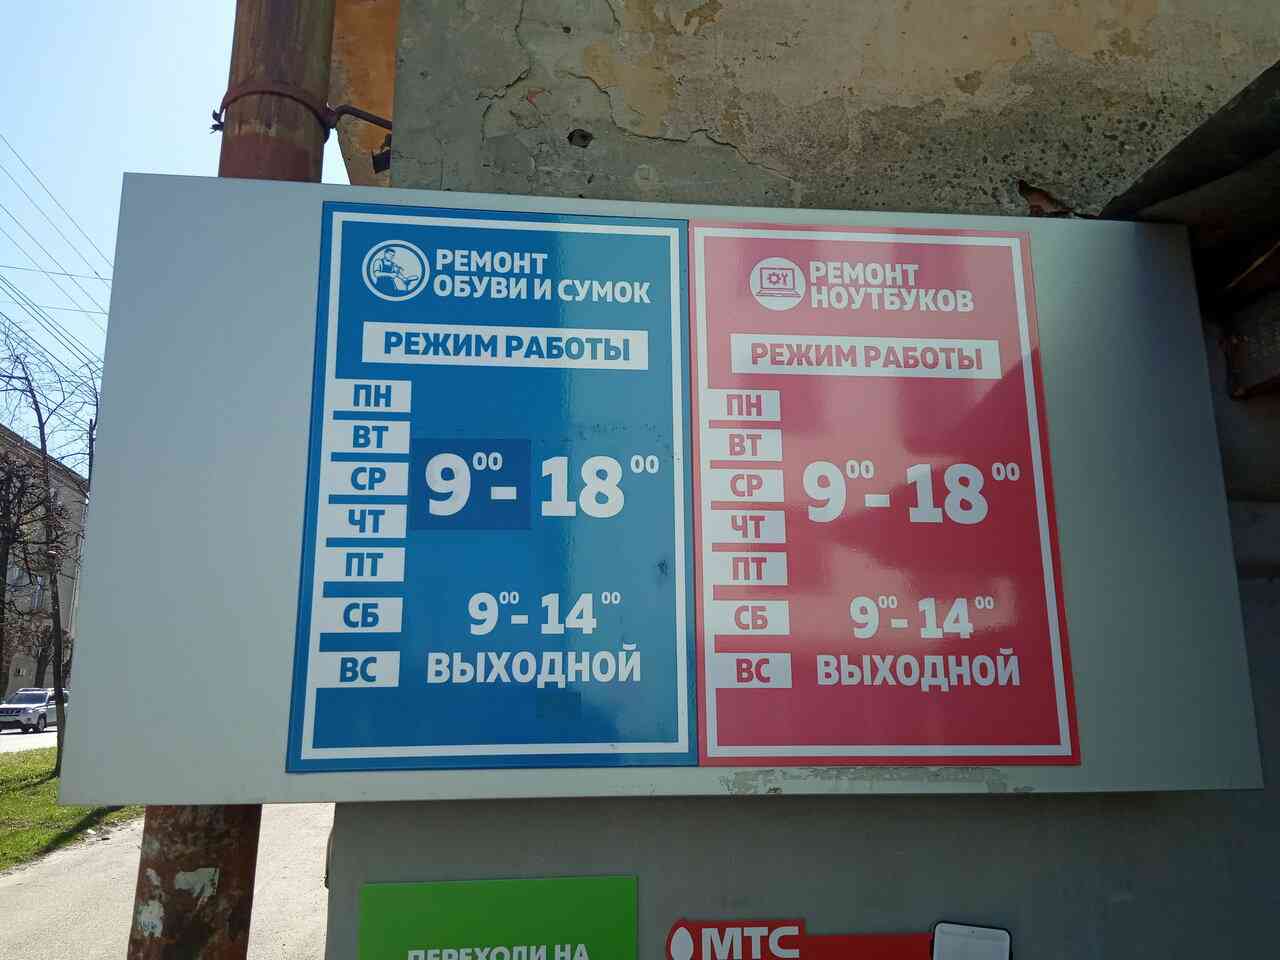 РЕМОНТ
ОБУВИ И СУМОК
РЕЖИМ РАБОТЫ
ПН
ВТ
СР
ЧТ
ПТ
9⁰⁰ - 18⁰⁰
СБ 9⁰⁰ - 14⁰⁰
ВС ВЫХОДНОЙ
РЕМОНТ
НОУТБУКОВ
РЕЖИМ РАБОТЫ
ПН
ВТ
СР
ЧТ
ПТ
9⁰⁰ - 18⁰⁰
СБ 9⁰⁰ - 14⁰⁰
ВС ВЫХОДНОЙ
ПЕРЕХОДИ НА
МТС